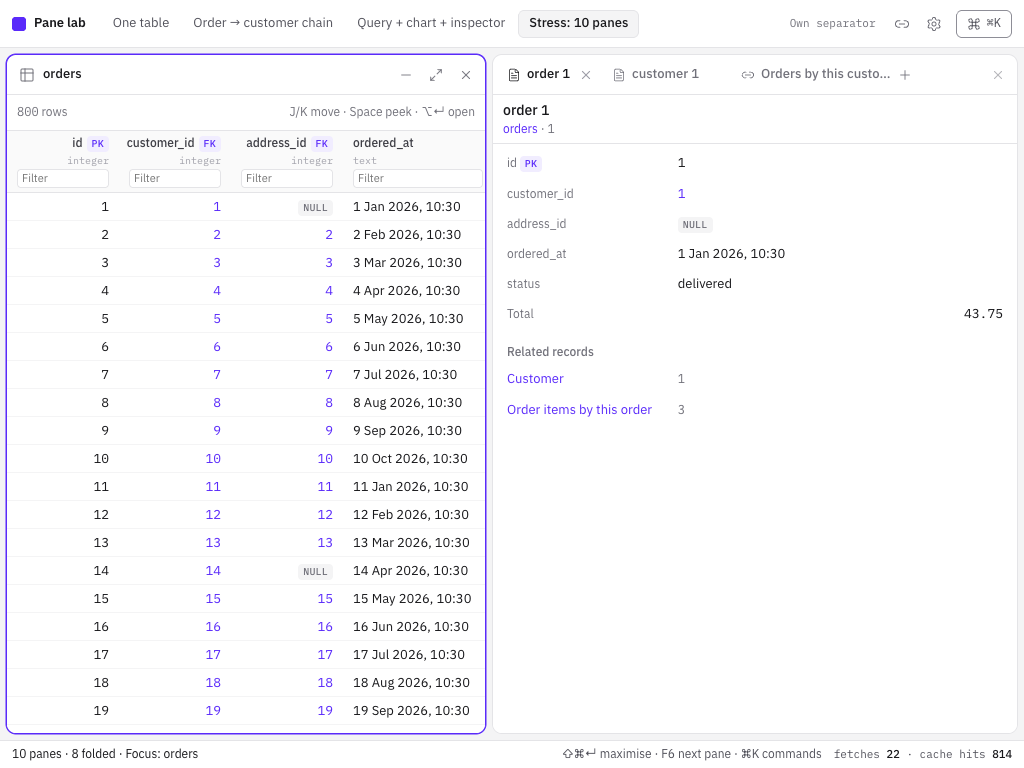 Pane lab One table Order → customer chain Query + chart + inspector Stress: 10 panes Own separator ⌘ ⌘K
orders
800 rows J/K move · Space peek · ⌥↵ open
id PK customer_id FK address_id FK ordered_at
integer integer integer text
Filter Filter Filter Filter
1 1 NULL 1 Jan 2026, 10:30
2 2 2 2 Feb 2026, 10:30
3 3 3 3 Mar 2026, 10:30
4 4 4 4 Apr 2026, 10:30
5 5 5 5 May 2026, 10:30
6 6 6 6 Jun 2026, 10:30
7 7 7 7 Jul 2026, 10:30
8 8 8 8 Aug 2026, 10:30
9 9 9 9 Sep 2026, 10:30
10 10 10 10 Oct 2026, 10:30
11 11 11 11 Jan 2026, 10:30
12 12 12 12 Feb 2026, 10:30
13 13 13 13 Mar 2026, 10:30
14 14 NULL 14 Apr 2026, 10:30
15 15 15 15 May 2026, 10:30
16 16 16 16 Jun 2026, 10:30
17 17 17 17 Jul 2026, 10:30
18 18 18 18 Aug 2026, 10:30
19 19 19 19 Sep 2026, 10:30
order 1 customer 1 Orders by this custo...
order 1
orders · 1
id PK 1
customer_id 1
address_id NULL
ordered_at 1 Jan 2026, 10:30
status delivered
Total 43.75
Related records
Customer 1
Order items by this order 3
10 panes · 8 folded · Focus: orders ⇧⌘↵ maximise · F6 next pane · ⌘K commands fetches 22 · cache hits 814